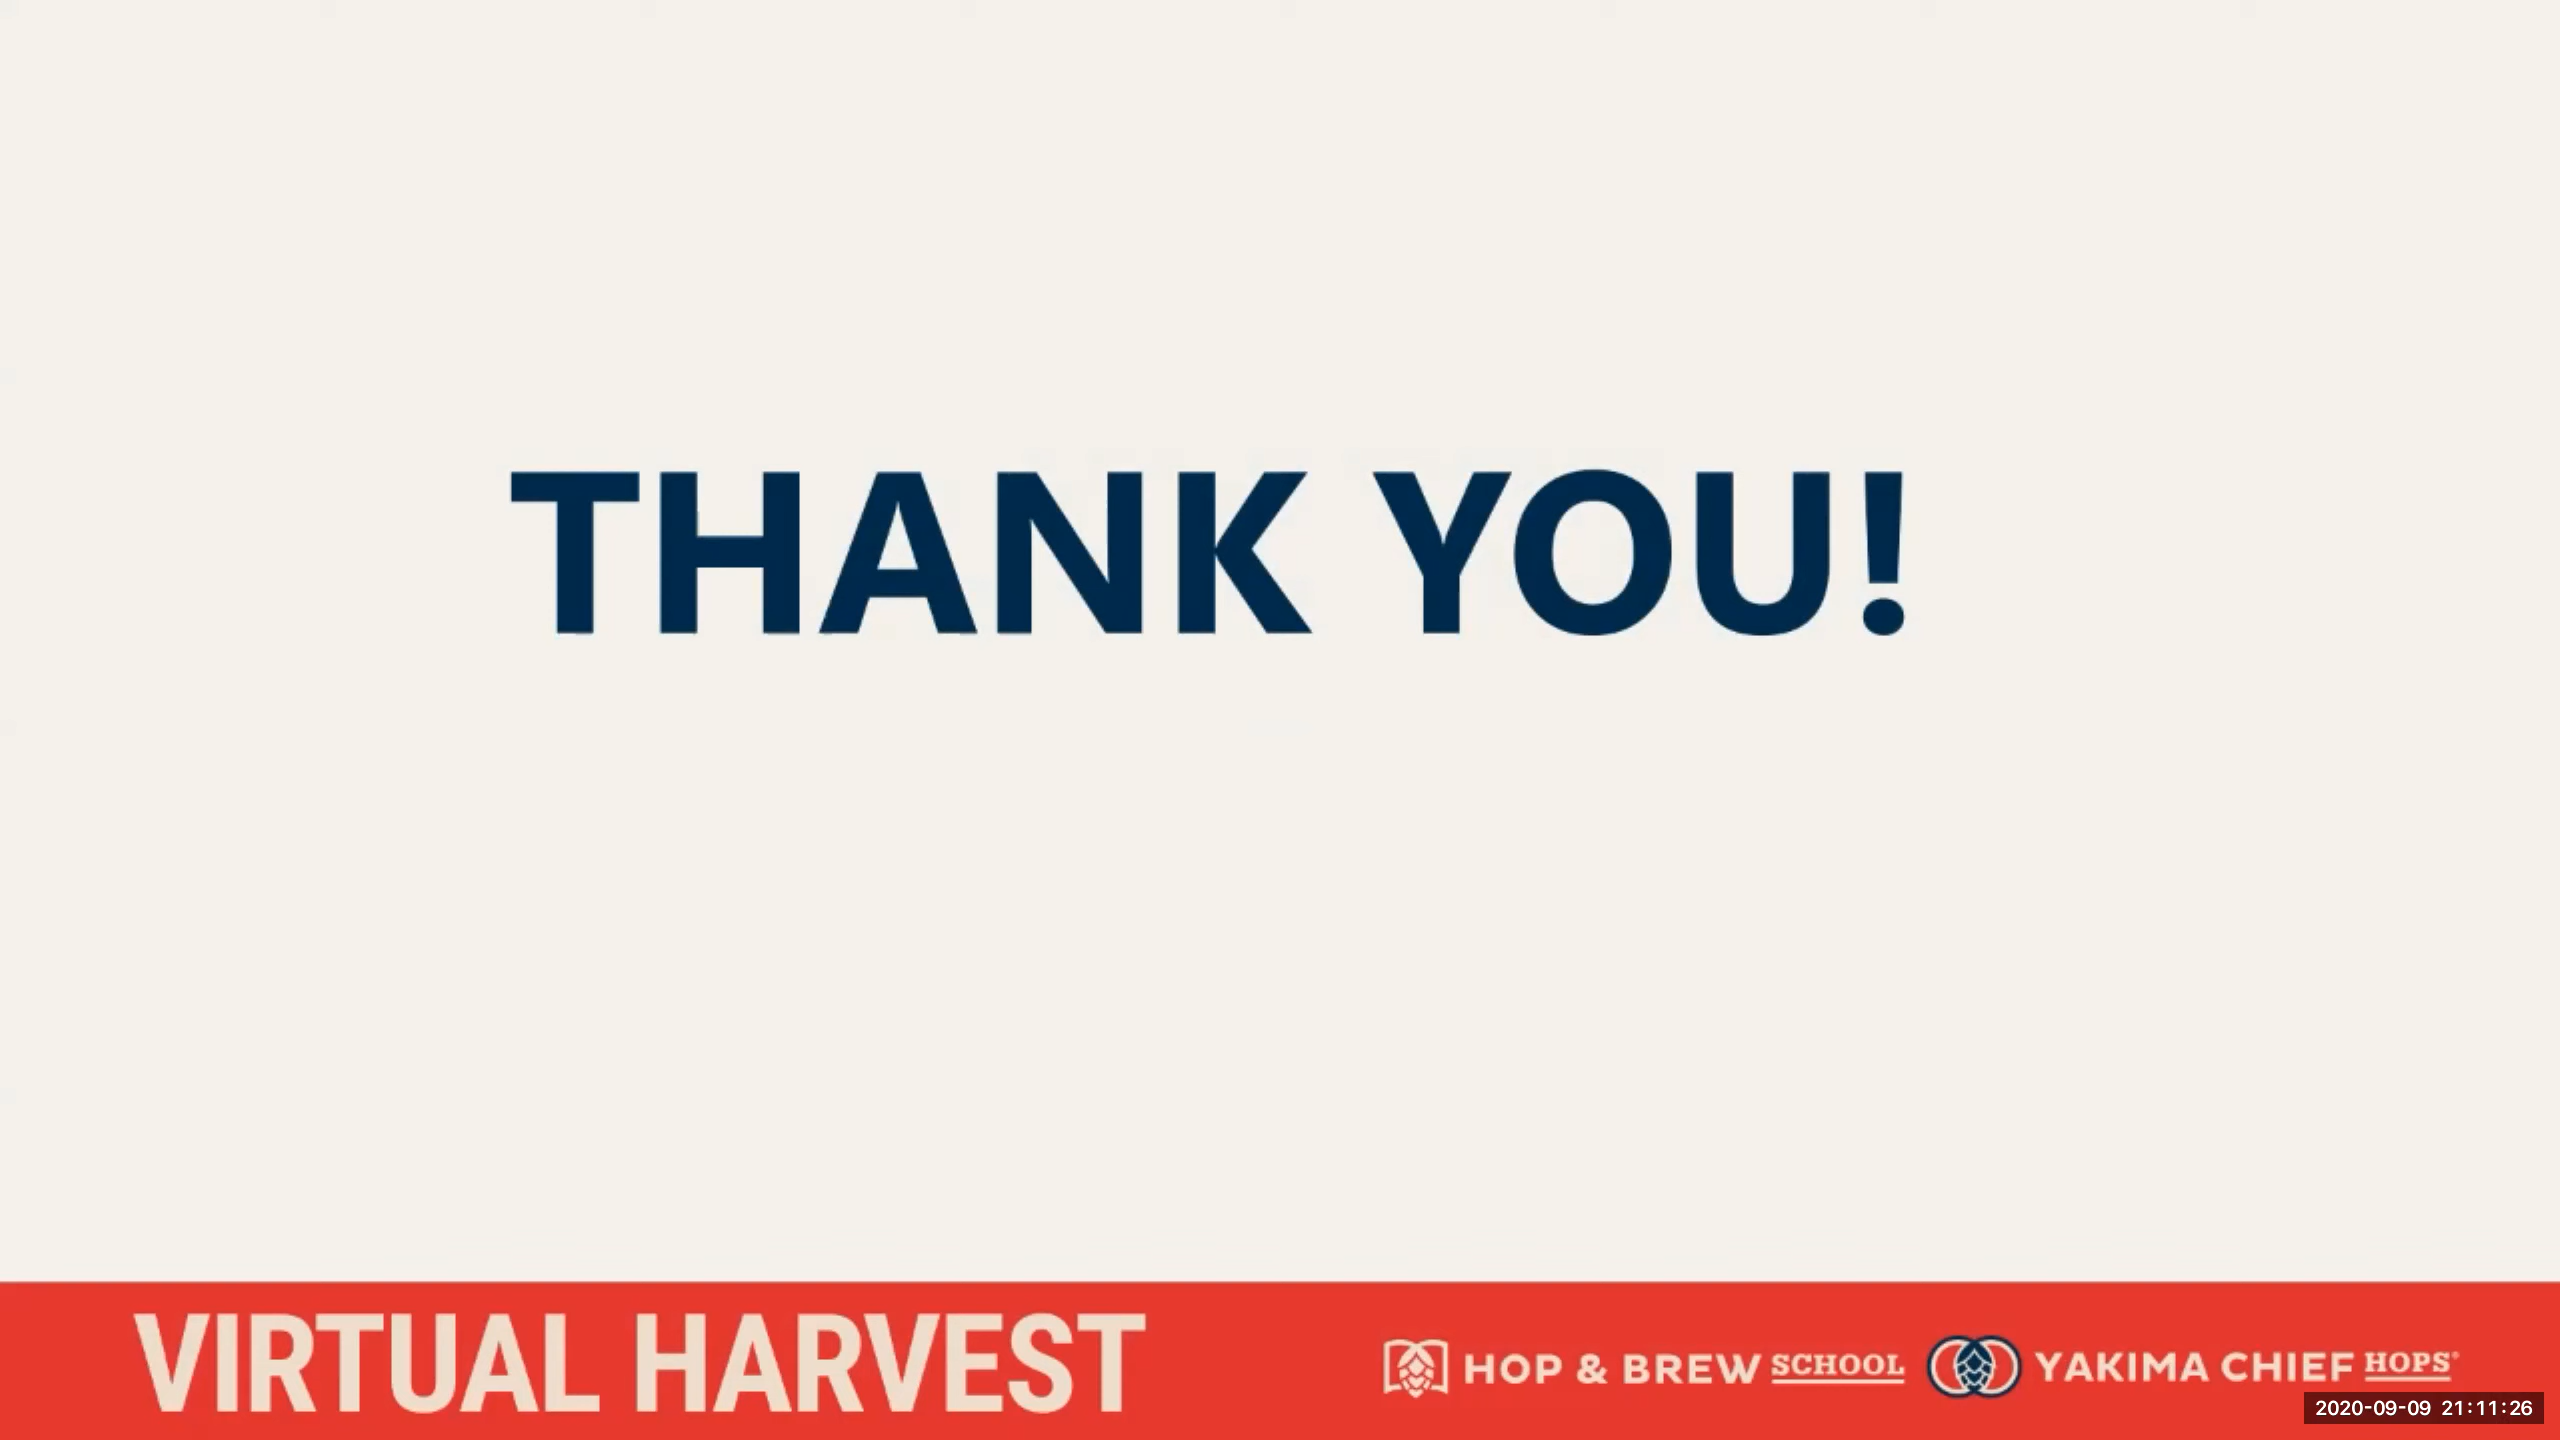 THANK YOU!
VIRTUAL HARVEST
HOP & BREW SCHOOL
YAKIMA CHIEF HOPS®
2020-09-09 21:11:26